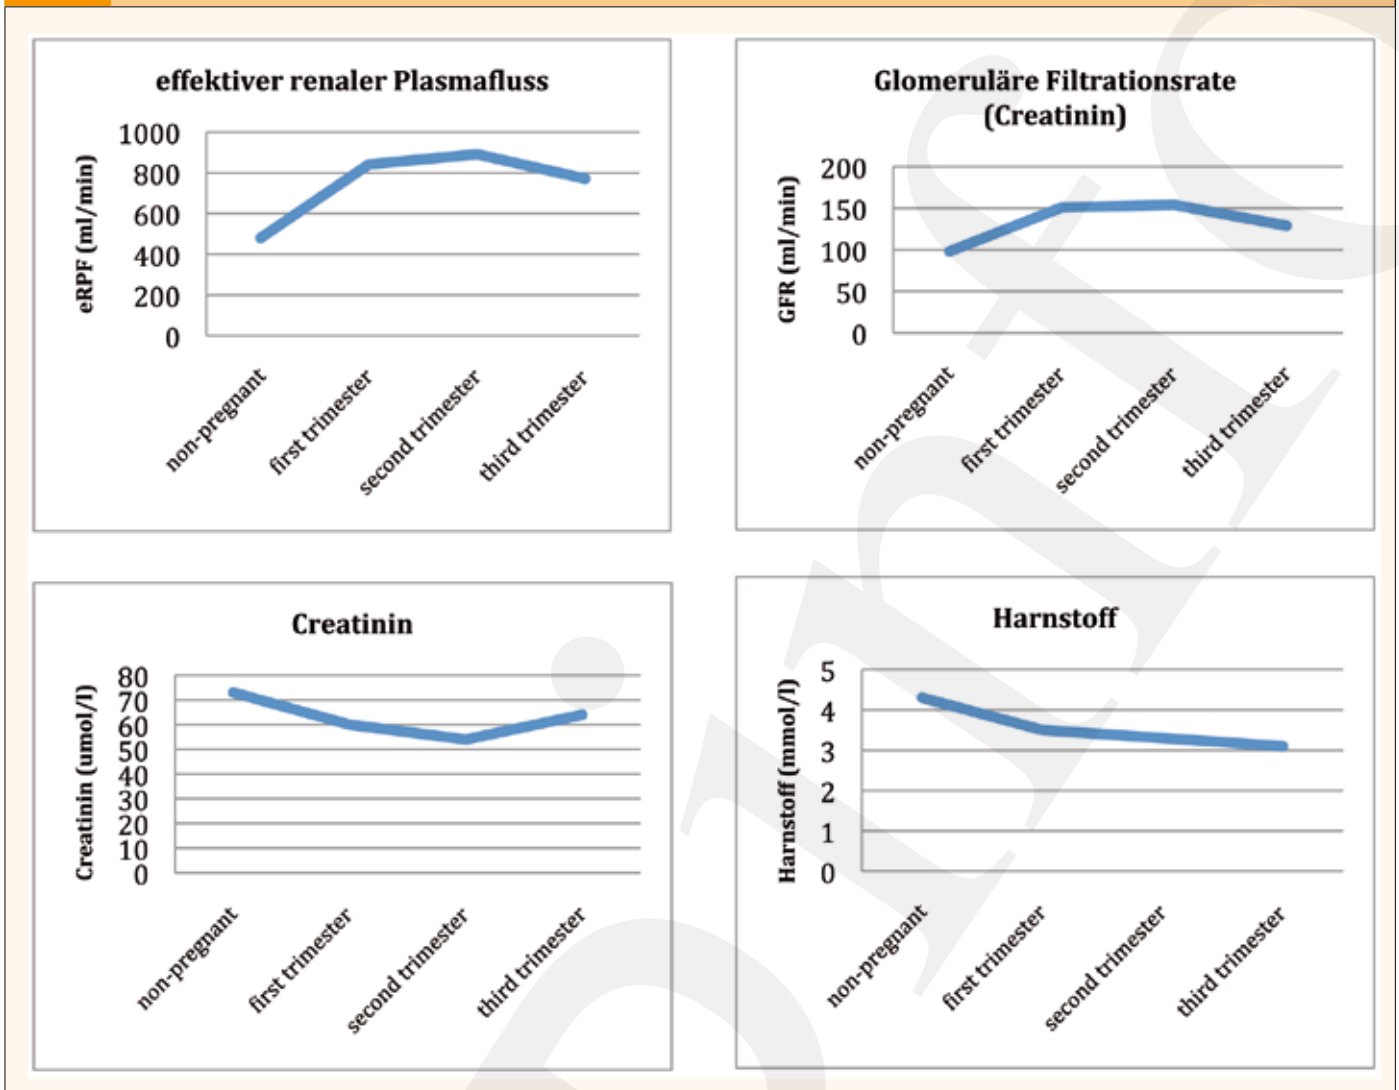 effektiver renaler Plasmafluss
eRPF (ml/min)
1000
800
600
400
200
0
non-pregnant
first trimester
second trimester
third trimester
Glomeruläre Filtrationsrate
(Creatinin)
GFR (ml/min)
200
150
100
50
0
non-pregnant
first trimester
second trimester
third trimester
Creatinin
Creatinin (umol/l)
80
70
60
50
40
30
20
10
0
non-pregnant
first trimester
second trimester
third trimester
Harnstoff
Harnstoff (mmol/l)
5
4
3
2
1
0
non-pregnant
first trimester
second trimester
third trimester